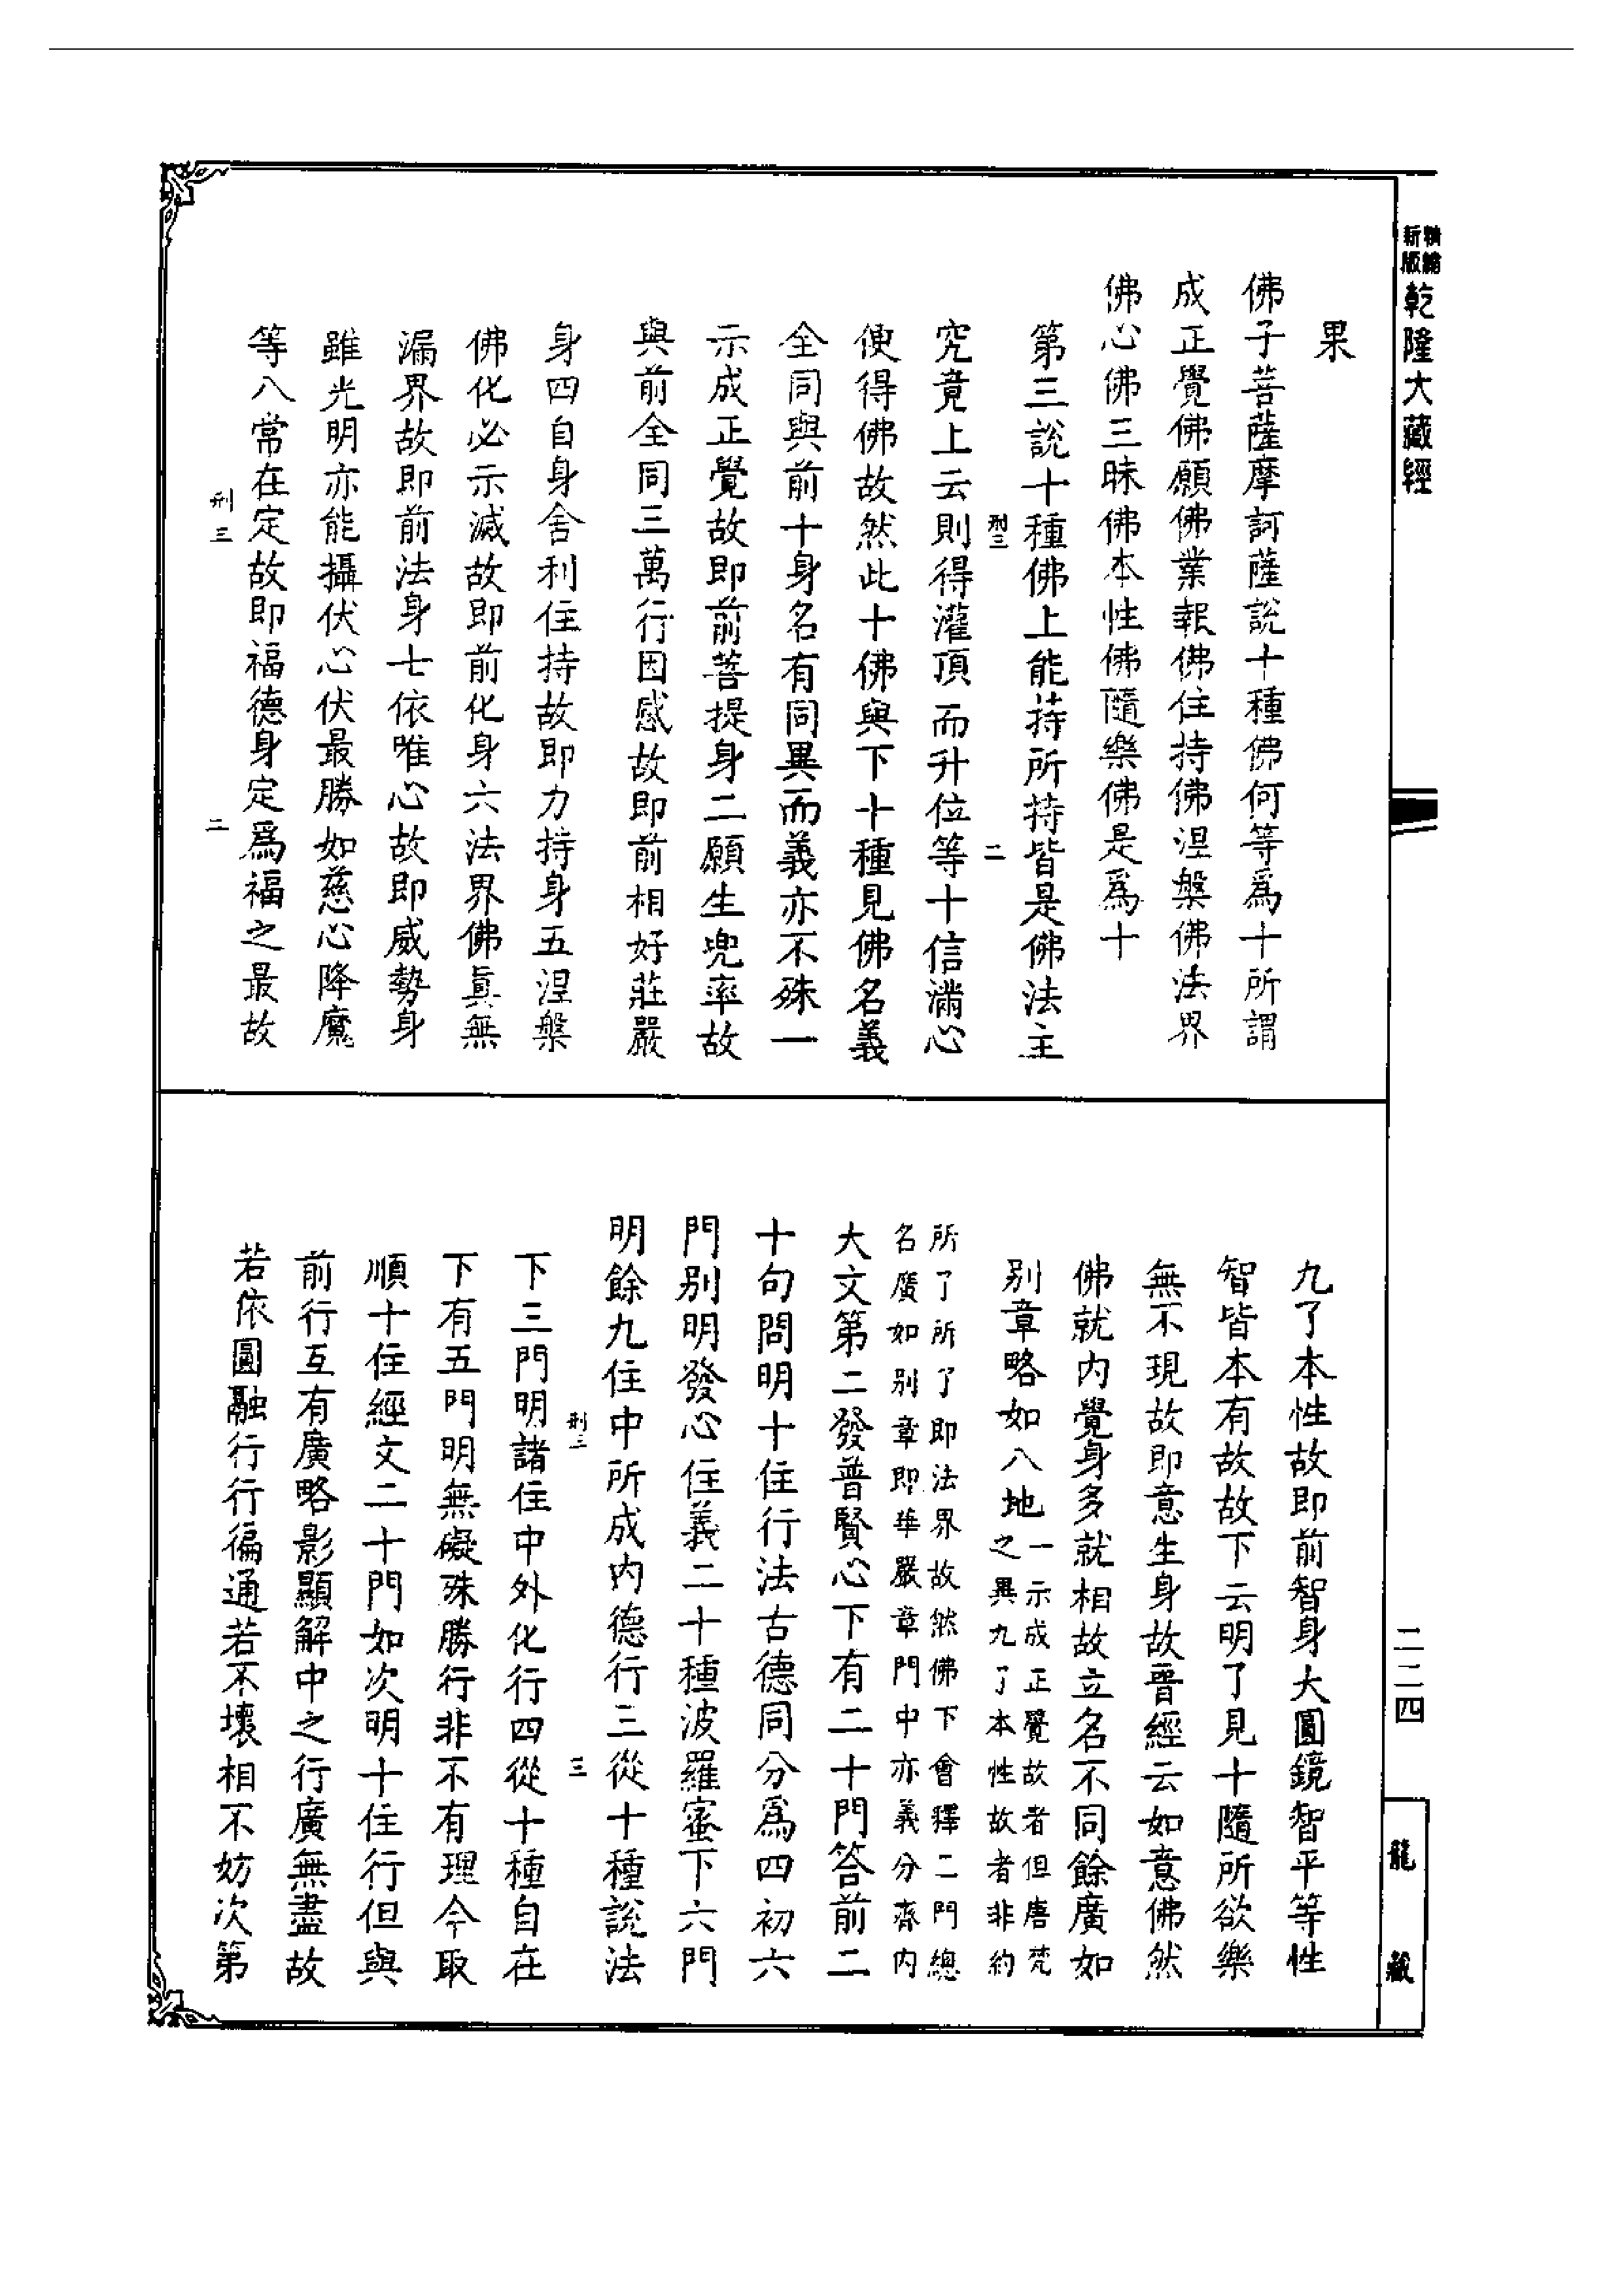 精縮
新版
乾隆大藏經
果
佛子菩薩摩訶薩說十種佛何等爲十所謂
成正覺佛願佛業報佛住持佛涅槃佛法界
佛心佛三昧佛本性佛隨樂佛是爲十
第三說十種佛上能持所持皆是佛法主
刑三
二
究竟上云則得灌頂而升位等十信滿心
使得佛故然此十佛與下十種見佛名義
全同與前十身名有同異而義亦不殊一
示成正覺故即前菩提身二願生兜率故
與前全同三萬行因感故即前相好莊嚴
身四自身舍利住持故即力持身五涅槃
佛化必示滅故即前化身六法界佛眞無
漏界故即前法身七依唯心故即威勢身
雖光明亦能攝伏心伏最勝如慈心降魔
等八常在定故即福德身定爲福之最故
刑三
二
九了本性故即前智身大圓鏡智平等性
智皆本有故故下云明了見十隨所欲樂
無不現故即意生身故晋經云如意佛然
佛就內覺身多就相故立名不同餘廣如
別章略如八地
一示成正覺故者但唐梵
之異九了本性故者非約
所了所了即法界故然佛下會釋二門總
名廣如別章即華嚴章門中亦義分齊內
大文第二發普賢心下有二十門答前二
十句問明十住行法古德同分爲四初六
門別明發心住義二十種波羅蜜下六門
明餘九住中所成內德行三從十種說法
刑三
三
下三門明諸住中外化行四從十種自在
下有五門明無礙殊勝行非不有理今取
順十住經文二十門如次明十住行但與
前行互有廣略影顯解中之行廣無盡故
若依圓融行行徧通若不壞相不妨次第
二二四
龍藏